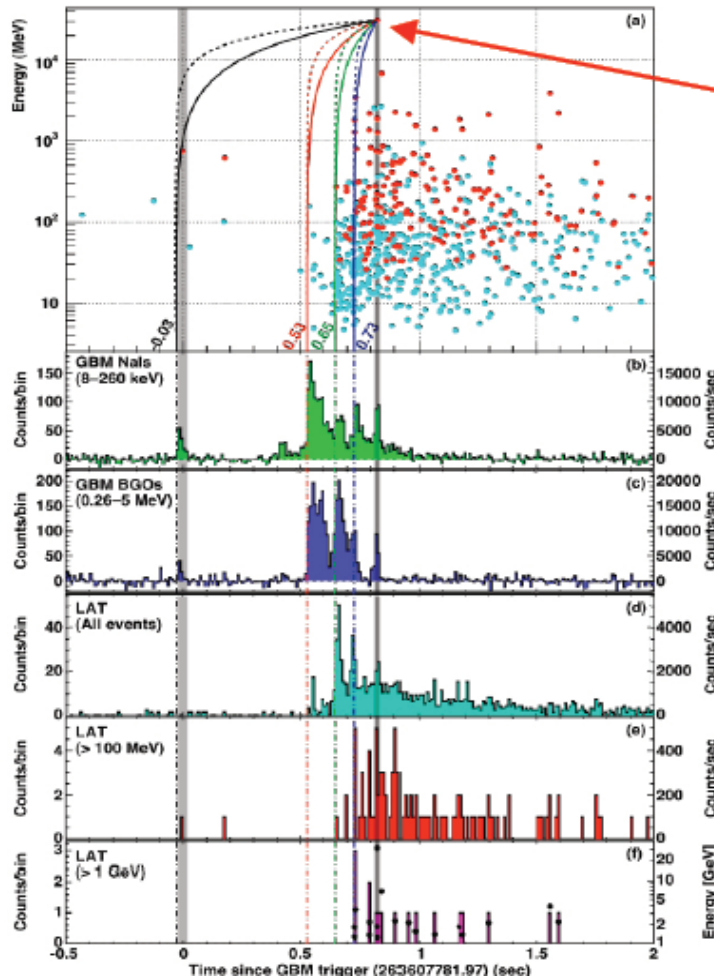 (a)
Energy (MeV)
10⁴
10³
10²
10
-0.03
0.53
0.65
0.73
GBM NaIs
(8–260 keV)
(b)
Counts/bin
150
100
50
0
15000
10000
5000
0
Counts/sec
GBM BGOs
(0.26–5 MeV)
(c)
Counts/bin
200
150
100
50
0
20000
10000
0
Counts/sec
LAT
(All events)
(d)
Counts/bin
40
20
0
4000
2000
0
Counts/sec
LAT
(> 100 MeV)
(e)
Counts/bin
4
2
0
400
200
0
Counts/sec
LAT
(> 1 GeV)
(f)
Counts/bin
3
2
1
0
20
10
5
2
1
Energy [GeV]
-0.5 0 0.5 1 1.5 2
Time since GBM trigger (263607781.97) (sec)